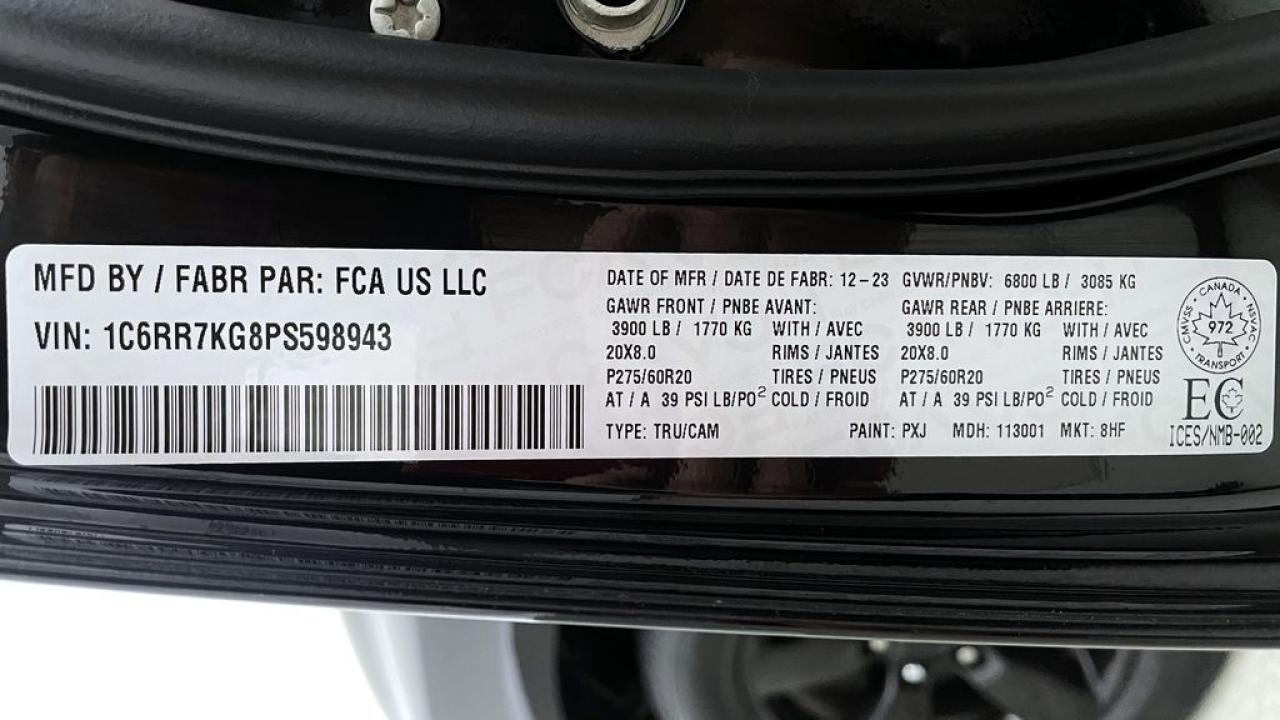 MFD BY / FABR PAR: FCA US LLC
VIN: 1C6RR7KG8PS598943
DATE OF MFR / DATE DE FABR: 12-23 GVWR/PNBV: 6800 LB / 3085 KG
GAWR FRONT / PNBE AVANT: GAWR REAR / PNBE ARRIERE:
3900 LB / 1770 KG WITH / AVEC 3900 LB / 1770 KG WITH / AVEC
20X8.0 RIMS / JANTES 20X8.0 RIMS / JANTES
P275/60R20 TIRES / PNEUS P275/60R20 TIRES / PNEUS
AT / A 39 PSI LB/PO² COLD / FROID AT / A 39 PSI LB/PO² COLD / FROID
TYPE: TRU/CAM PAINT: PXJ MDH: 113001 MKT: 8HF
CMVSS · CANADA · NSVAC
972
TRANSPORT
EC
ICES/NMB-002